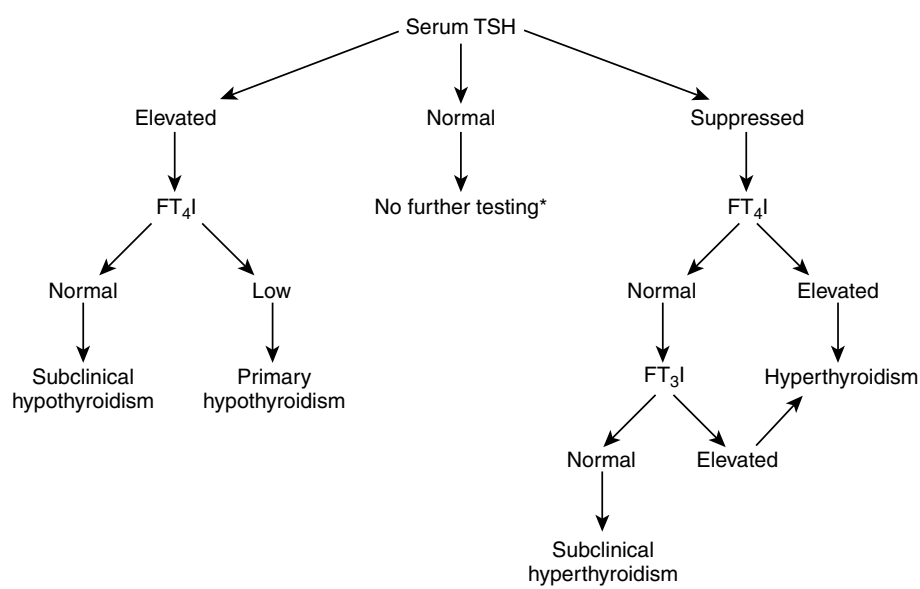 Serum TSH
Elevated
Normal
Suppressed
FT₄I
No further testing*
FT₄I
Normal
Low
Normal
Elevated
Subclinical
hypothyroidism
Primary
hypothyroidism
FT₃I
Hyperthyroidism
Normal
Elevated
Subclinical
hyperthyroidism